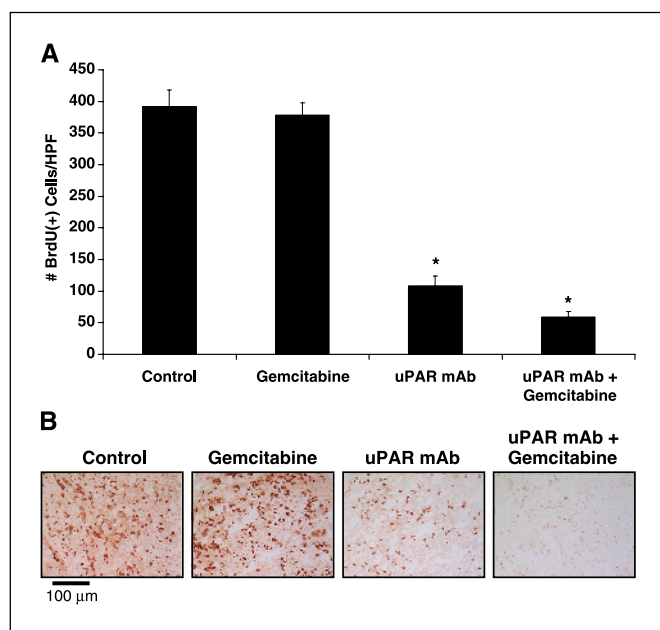 A
# BrdU(+) Cells/HPF
450
400
350
300
250
200
150
100
50
0
*
*
Control
Gemcitabine
uPAR mAb
uPAR mAb +
Gemcitabine
B
Control
Gemcitabine
uPAR mAb
uPAR mAb +
Gemcitabine
100 μm